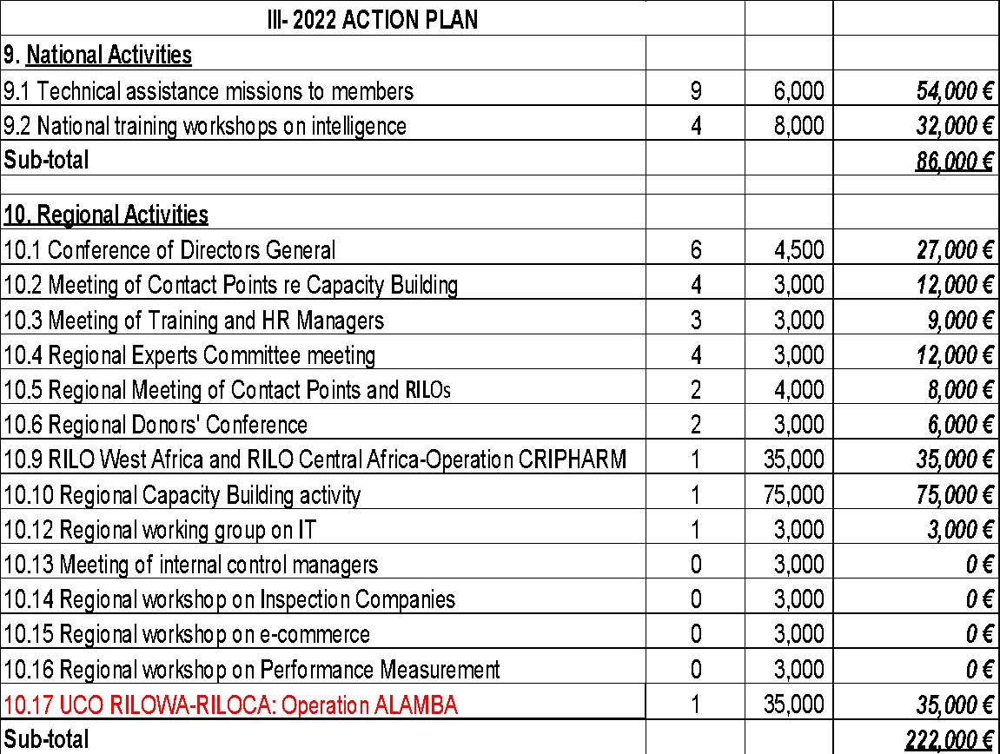 III- 2022 ACTION PLAN
9. National Activities
9.1 Technical assistance missions to members 9 6,000 54,000 €
9.2 National training workshops on intelligence 4 8,000 32,000 €
Sub-total 86,000 €
10. Regional Activities
10.1 Conference of Directors General 6 4,500 27,000 €
10.2 Meeting of Contact Points re Capacity Building 4 3,000 12,000 €
10.3 Meeting of Training and HR Managers 3 3,000 9,000 €
10.4 Regional Experts Committee meeting 4 3,000 12,000 €
10.5 Regional Meeting of Contact Points and RILOs 2 4,000 8,000 €
10.6 Regional Donors' Conference 2 3,000 6,000 €
10.9 RILO West Africa and RILO Central Africa-Operation CRIPHARM 1 35,000 35,000 €
10.10 Regional Capacity Building activity 1 75,000 75,000 €
10.12 Regional working group on IT 1 3,000 3,000 €
10.13 Meeting of internal control managers 0 3,000 0 €
10.14 Regional workshop on Inspection Companies 0 3,000 0 €
10.15 Regional workshop on e-commerce 0 3,000 0 €
10.16 Regional workshop on Performance Measurement 0 3,000 0 €
10.17 UCO RILOWA-RILOCA: Operation ALAMBA 1 35,000 35,000 €
Sub-total 222,000 €